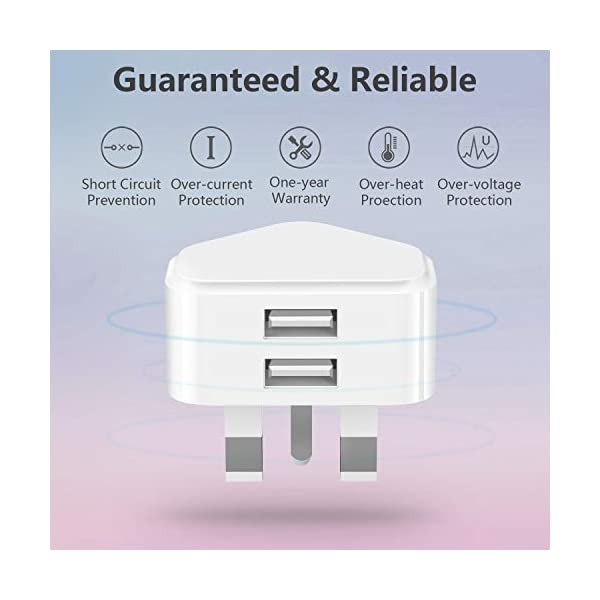 Guaranteed & Reliable
U
Short Circuit Over-current One-year Over-heat Over-voltage
Prevention Protection Warranty Proection Protection